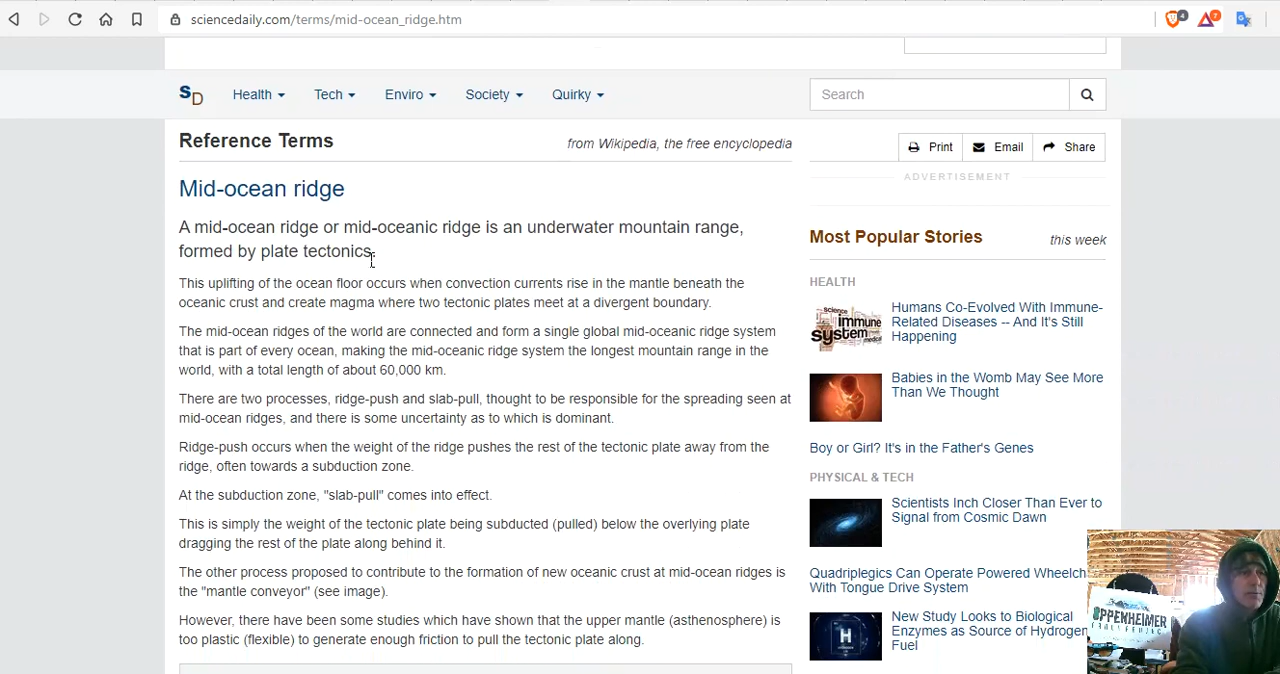 sciencedaily.com/terms/mid-ocean_ridge.htm
4
7
SD
Health
Tech
Enviro
Society
Quirky
Search
Reference Terms
from Wikipedia, the free encyclopedia
Print
Email
Share
ADVERTISEMENT
Mid-ocean ridge
A mid-ocean ridge or mid-oceanic ridge is an underwater mountain range,
formed by plate tectonics.
This uplifting of the ocean floor occurs when convection currents rise in the mantle beneath the
oceanic crust and create magma where two tectonic plates meet at a divergent boundary.
The mid-ocean ridges of the world are connected and form a single global mid-oceanic ridge system
that is part of every ocean, making the mid-oceanic ridge system the longest mountain range in the
world, with a total length of about 60,000 km.
There are two processes, ridge-push and slab-pull, thought to be responsible for the spreading seen at
mid-ocean ridges, and there is some uncertainty as to which is dominant.
Ridge-push occurs when the weight of the ridge pushes the rest of the tectonic plate away from the
ridge, often towards a subduction zone.
At the subduction zone, "slab-pull" comes into effect.
This is simply the weight of the tectonic plate being subducted (pulled) below the overlying plate
dragging the rest of the plate along behind it.
The other process proposed to contribute to the formation of new oceanic crust at mid-ocean ridges is
the "mantle conveyor" (see image).
However, there have been some studies which have shown that the upper mantle (asthenosphere) is
too plastic (flexible) to generate enough friction to pull the tectonic plate along.
Most Popular Stories
this week
HEALTH
science
immune
system
medical
Humans Co-Evolved With Immune-
Related Diseases -- And It's Still
Happening
Babies in the Womb May See More
Than We Thought
Boy or Girl? It's in the Father's Genes
PHYSICAL & TECH
Scientists Inch Closer Than Ever to
Signal from Cosmic Dawn
Quadriplegics Can Operate Powered Wheelch
With Tongue Drive System
H
New Study Looks to Biological
Enzymes as Source of Hydrogen
Fuel
OPPENHEIMER